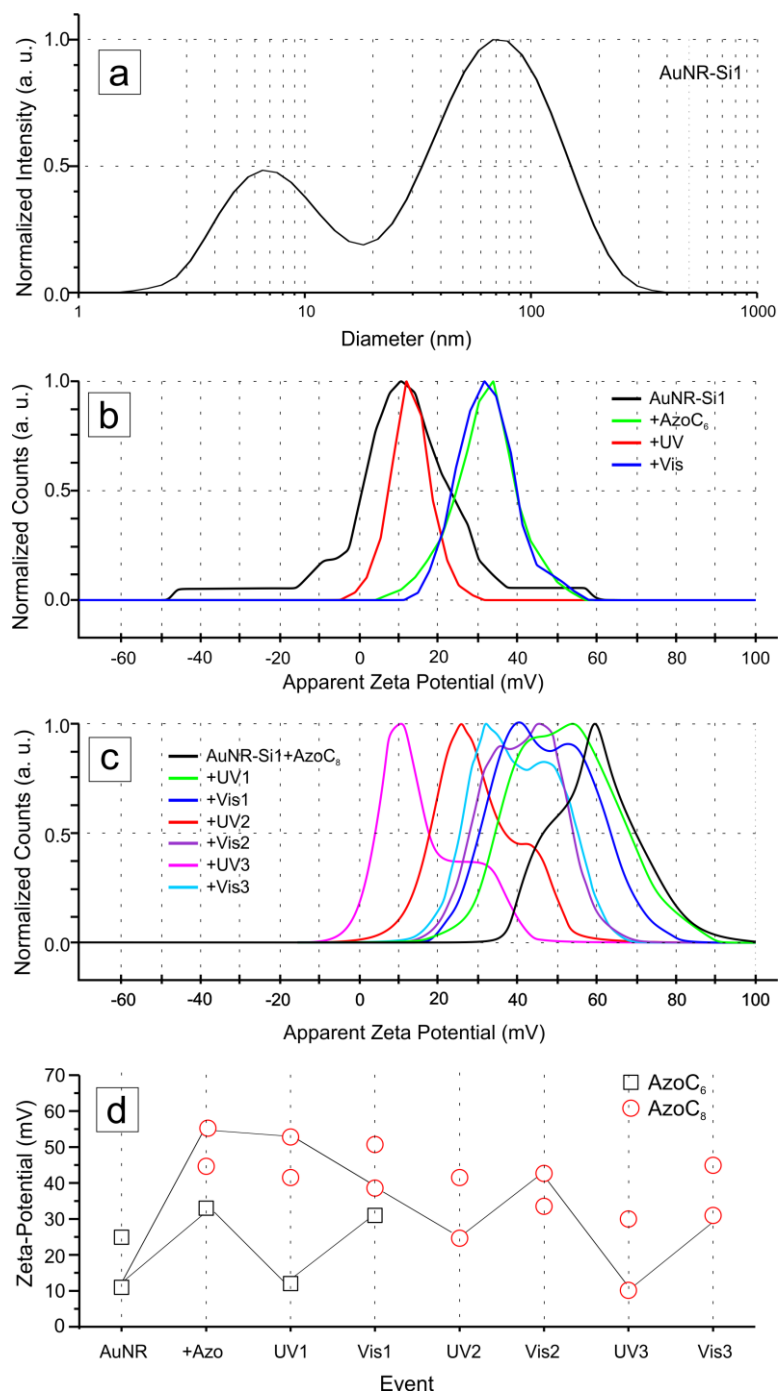 a
AuNR-Si1
Normalized Intensity (a. u.)
1.0
0.5
0.0
1 10 100 1000
Diameter (nm)
b
AuNR-Si1
+AzoC₆
+UV
+Vis
Normalized Counts (a. u.)
1.0
0.5
0.0
-60 -40 -20 0 20 40 60 80 100
Apparent Zeta Potential (mV)
c
AuNR-Si1+AzoC₈
+UV1
+Vis1
+UV2
+Vis2
+UV3
+Vis3
Normalized Counts (a. u.)
1.0
0.5
0.0
-60 -40 -20 0 20 40 60 80 100
Apparent Zeta Potential (mV)
d
AzoC₆
AzoC₈
Zeta-Potential (mV)
70
60
50
40
30
20
10
0
AuNR +Azo UV1 Vis1 UV2 Vis2 UV3 Vis3
Event